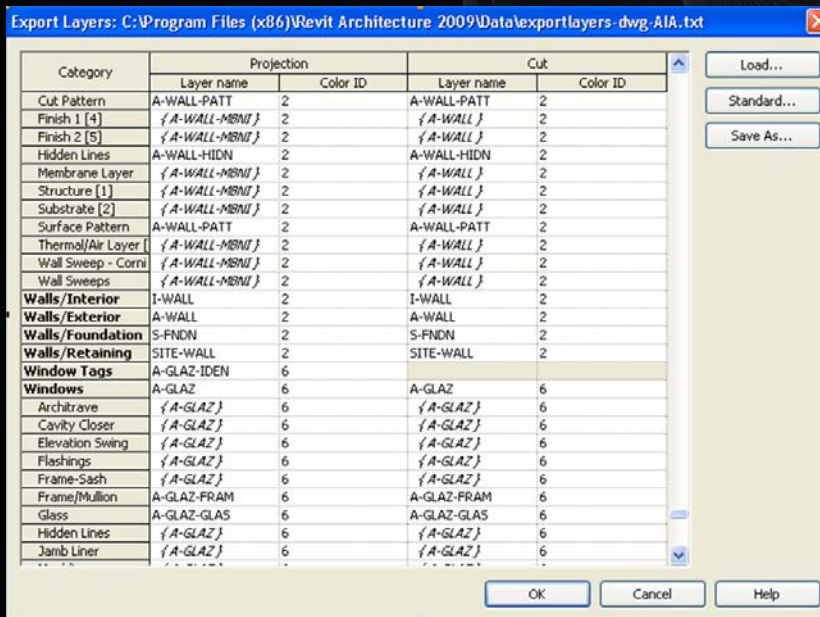 Export Layers: C:\Program Files (x86)\Revit Architecture 2009\Data\exportlayers-dwg-AIA.txt
Category Projection Cut
Layer name Color ID Layer name Color ID
Cut Pattern A-WALL-PATT 2 A-WALL-PATT 2
Finish 1 [4] { A-WALL-MBNI } 2 { A-WALL } 2
Finish 2 [5] { A-WALL-MBNI } 2 { A-WALL } 2
Hidden Lines A-WALL-HIDN 2 A-WALL-HIDN 2
Membrane Layer { A-WALL-MBNI } 2 { A-WALL } 2
Structure [1] { A-WALL-MBNI } 2 { A-WALL } 2
Substrate [2] { A-WALL-MBNI } 2 { A-WALL } 2
Surface Pattern A-WALL-PATT 2 A-WALL-PATT 2
Thermal/Air Layer [ { A-WALL-MBNI } 2 { A-WALL } 2
Wall Sweep - Corni { A-WALL-MBNI } 2 { A-WALL } 2
Wall Sweeps { A-WALL-MBNI } 2 { A-WALL } 2
Walls/Interior I-WALL 2 I-WALL 2
Walls/Exterior A-WALL 2 A-WALL 2
Walls/Foundation S-FNDN 2 S-FNDN 2
Walls/Retaining SITE-WALL 2 SITE-WALL 2
Window Tags A-GLAZ-IDEN 6
Windows A-GLAZ 6 A-GLAZ 6
Architrave { A-GLAZ } 6 { A-GLAZ } 6
Cavity Closer { A-GLAZ } 6 { A-GLAZ } 6
Elevation Swing { A-GLAZ } 6 { A-GLAZ } 6
Flashings { A-GLAZ } 6 { A-GLAZ } 6
Frame-Sash { A-GLAZ } 6 { A-GLAZ } 6
Frame/Mullion A-GLAZ-FRAM 6 A-GLAZ-FRAM 6
Glass A-GLAZ-GLAS 6 A-GLAZ-GLAS 6
Hidden Lines { A-GLAZ } 6 { A-GLAZ } 6
Jamb Liner { A-GLAZ } 6 { A-GLAZ } 6
Load...
Standard...
Save As...
OK Cancel Help